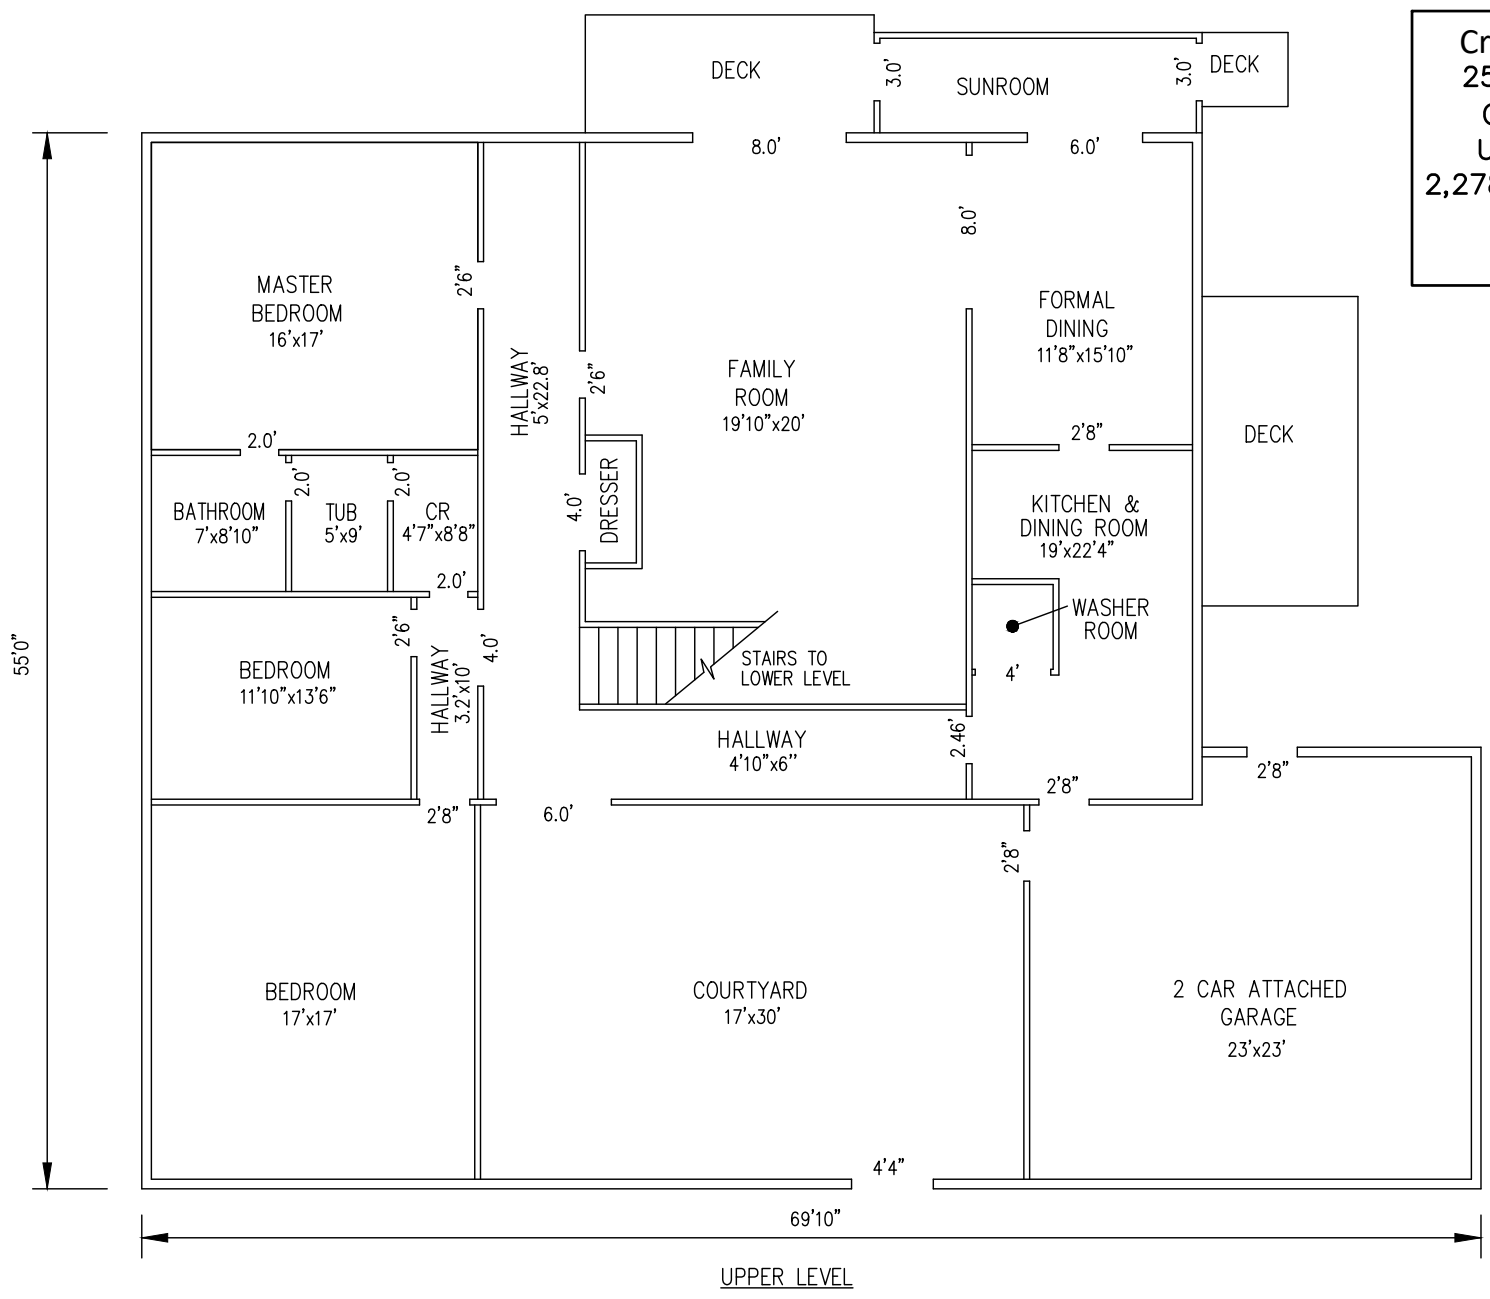 DECK
3.0'
SUNROOM
3.0'
DECK
Cr
25
2,278
8.0'
6.0'
8.0'
MASTER
BEDROOM
16'x17'
2'6"
HALLWAY
5'x22.8'
2'6"
FAMILY
ROOM
19'10"x20'
FORMAL
DINING
11'8"x15'10"
2'8"
DECK
2.0'
2.0'
2.0'
BATHROOM
7'x8'10"
TUB
5'x9'
CR
4'7"x8'8"
4.0'
DRESSER
KITCHEN &
DINING ROOM
19'x22'4"
2.0'
WASHER
ROOM
4'
55'0"
BEDROOM
11'10"x13'6"
2'6"
HALLWAY
3.2'x10'
4.0'
STAIRS TO
LOWER LEVEL
HALLWAY
4'10"x6''
2.46'
2'8"
2'8"
6.0'
2'8"
2'8"
BEDROOM
17'x17'
COURTYARD
17'x30'
2 CAR ATTACHED
GARAGE
23'x23'
4'4"
69'10"
UPPER LEVEL